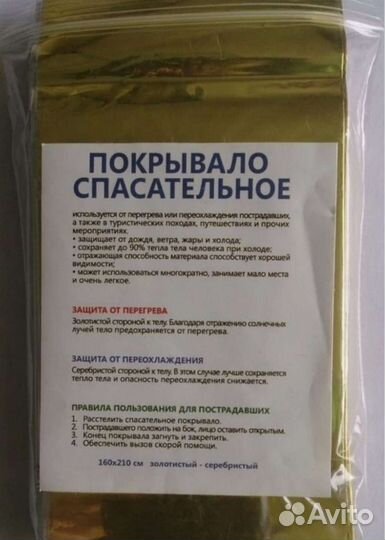 ПОКРЫВАЛО
СПАСАТЕЛЬНОЕ
используется от перегрева или переохлаждения пострадавших,
а также в туристических походах, путешествиях и прочих
мероприятиях.
• защищает от дождя, ветра, жары и холода;
• сохраняет до 90% тепла тела человека при холоде;
• отражающая способность материала способствует хорошей
видимости;
• может использоваться многократно, занимает мало места
и очень легкое.
ЗАЩИТА ОТ ПЕРЕГРЕВА
Золотистой стороной к телу. Благодаря отражению солнечных
лучей тело предохраняется от перегрева.
ЗАЩИТА ОТ ПЕРЕОХЛАЖДЕНИЯ
Серебристой стороной к телу. В этом случае лучше сохраняется
тепло тела и опасность переохлаждения снижается.
ПРАВИЛА ПОЛЬЗОВАНИЯ ДЛЯ ПОСТРАДАВШИХ
1. Расстелить спасательное покрывало.
2. Пострадавшего положить на бок, лицо оставить открытым.
3. Конец покрывала загнуть и закрепить.
4. Обеспечить вызов скорой помощи.
160х210 см золотистый - серебристый
Avito